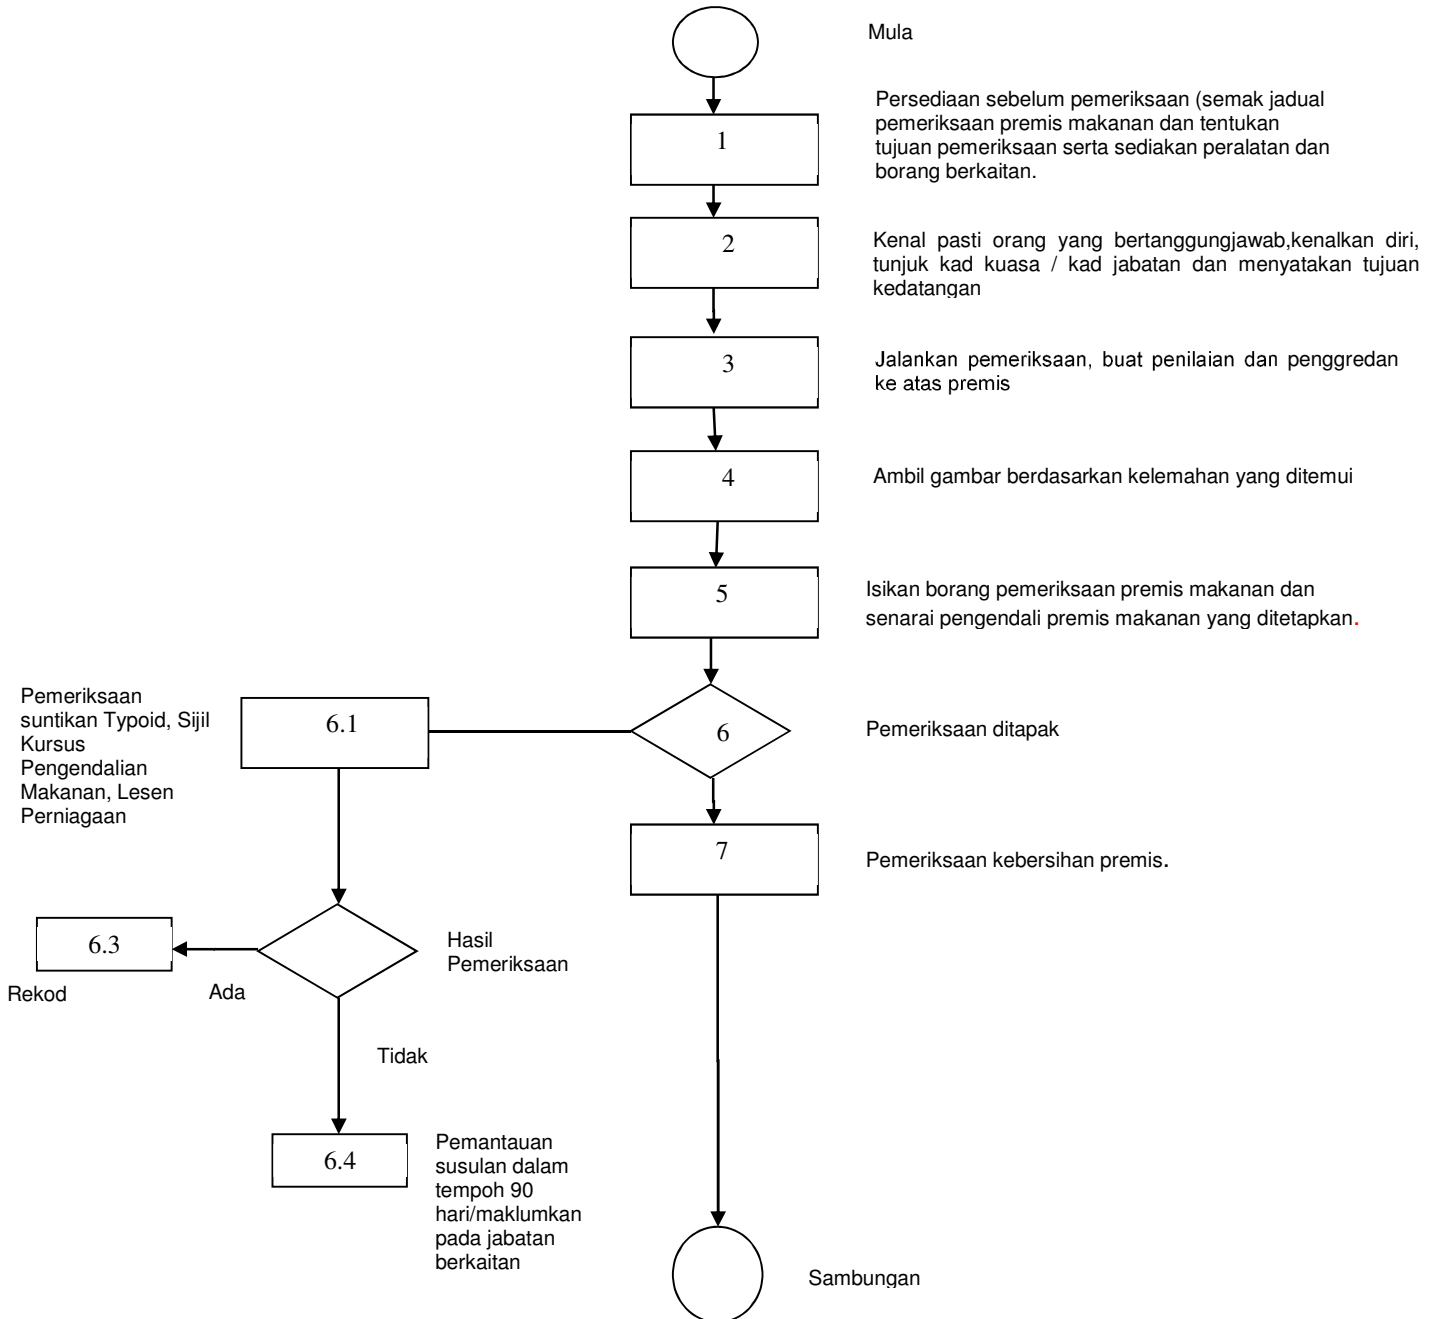 Mula
Persediaan sebelum pemeriksaan (semak jadual
pemeriksaan premis makanan dan tentukan
tujuan pemeriksaan serta sediakan peralatan dan
borang berkaitan.
1
2
Kenal pasti orang yang bertanggungjawab,kenalkan diri,
tunjuk kad kuasa / kad jabatan dan menyatakan tujuan
kedatangan
3
Jalankan pemeriksaan, buat penilaian dan penggredan
ke atas premis
4
Ambil gambar berdasarkan kelemahan yang ditemui
5
Isikan borang pemeriksaan premis makanan dan
senarai pengendali premis makanan yang ditetapkan.
Pemeriksaan
suntikan Typoid, Sijil
Kursus
Pengendalian
Makanan, Lesen
Perniagaan
6.1
6
Pemeriksaan ditapak
7
Pemeriksaan kebersihan premis.
6.3
Rekod
Ada
Hasil
Pemeriksaan
Tidak
6.4
Pemantauan
susulan dalam
tempoh 90
hari/maklumkan
pada jabatan
berkaitan
Sambungan